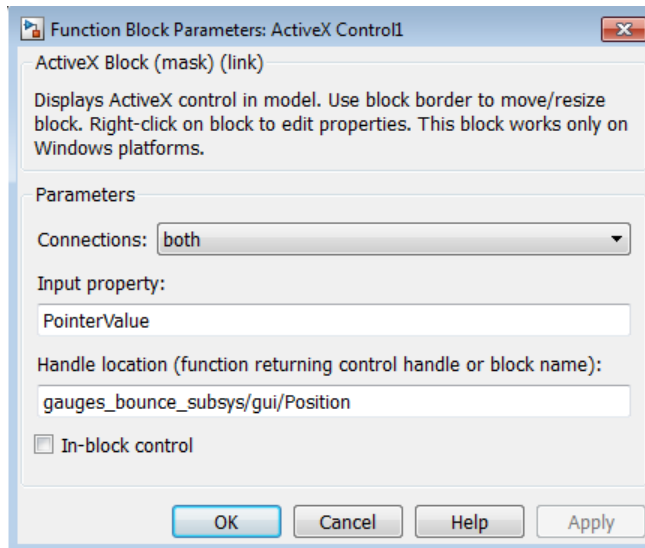 Function Block Parameters: ActiveX Control1
ActiveX Block (mask) (link)
Displays ActiveX control in model. Use block border to move/resize
block. Right-click on block to edit properties. This block works only on
Windows platforms.
Parameters
Connections: both
Input property:
PointerValue
Handle location (function returning control handle or block name):
gauges_bounce_subsys/gui/Position
In-block control
OK Cancel Help Apply